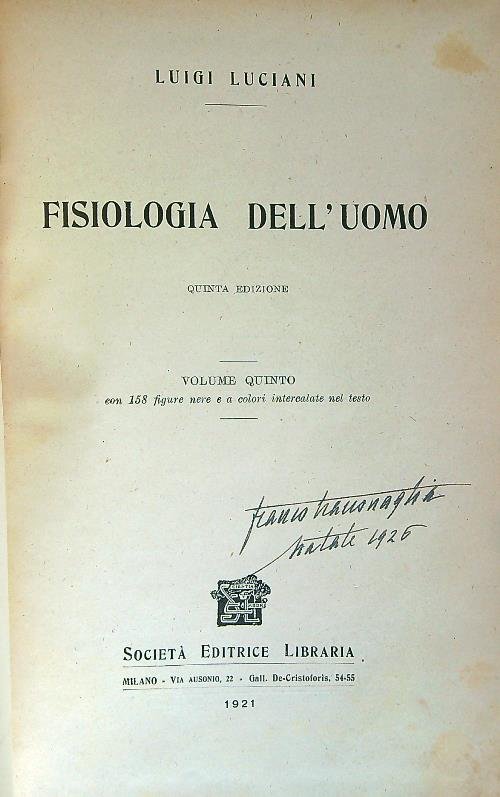 LUIGI LUCIANI
FISIOLOGIA DELL'UOMO
QUINTA EDIZIONE
VOLUME QUINTO
con 158 figure nere e a colori intercalate nel testo
natale 1926
SOCIETÀ EDITRICE LIBRARIA
MILANO - VIA AUSONIO, 22 - Gall. De-Cristoforis, 54-55
1921